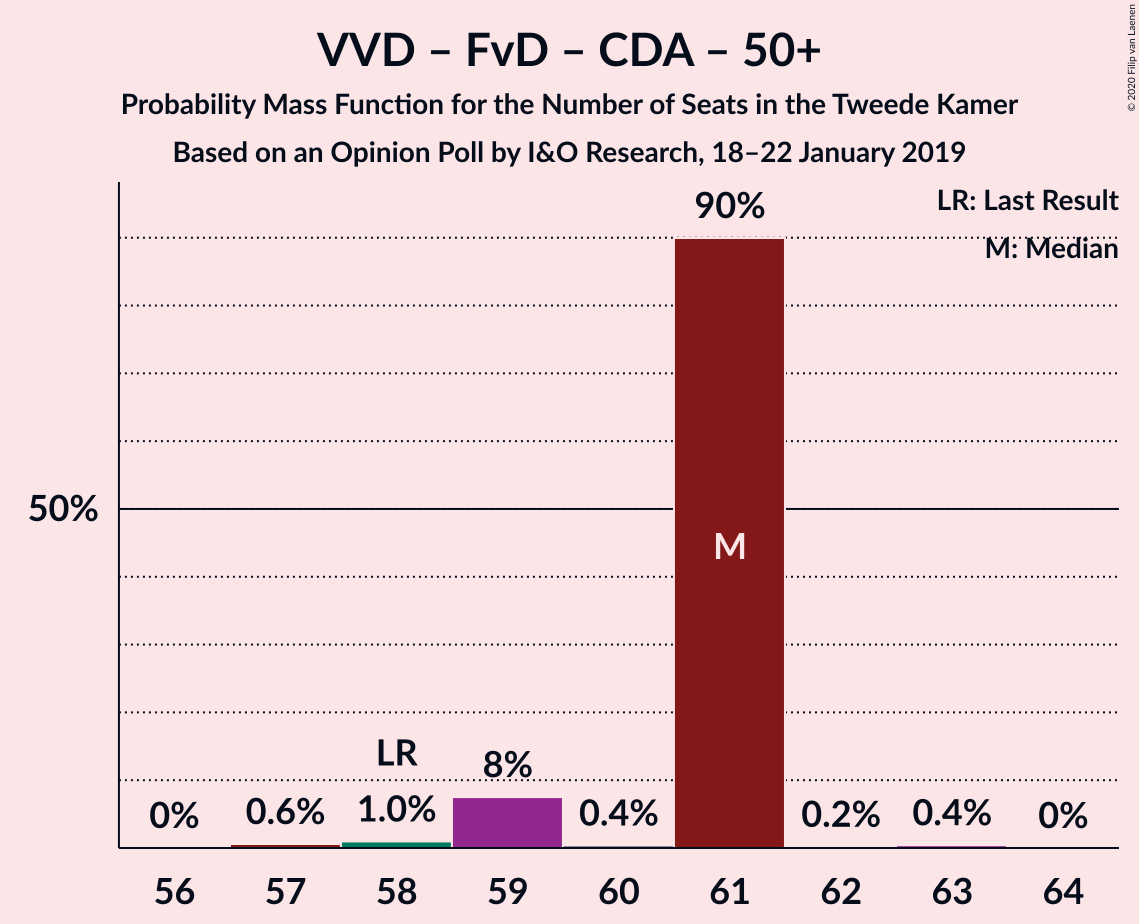 VVD – FvD – CDA – 50+
Probability Mass Function for the Number of Seats in the Tweede Kamer
Based on an Opinion Poll by I&O Research, 18–22 January 2019
© 2020 Filip van Laenen
LR: Last Result
M: Median
90%
50%
M
LR
8%
0%
0.6%
1.0%
0.4%
0.2%
0.4%
0%
56 57 58 59 60 61 62 63 64